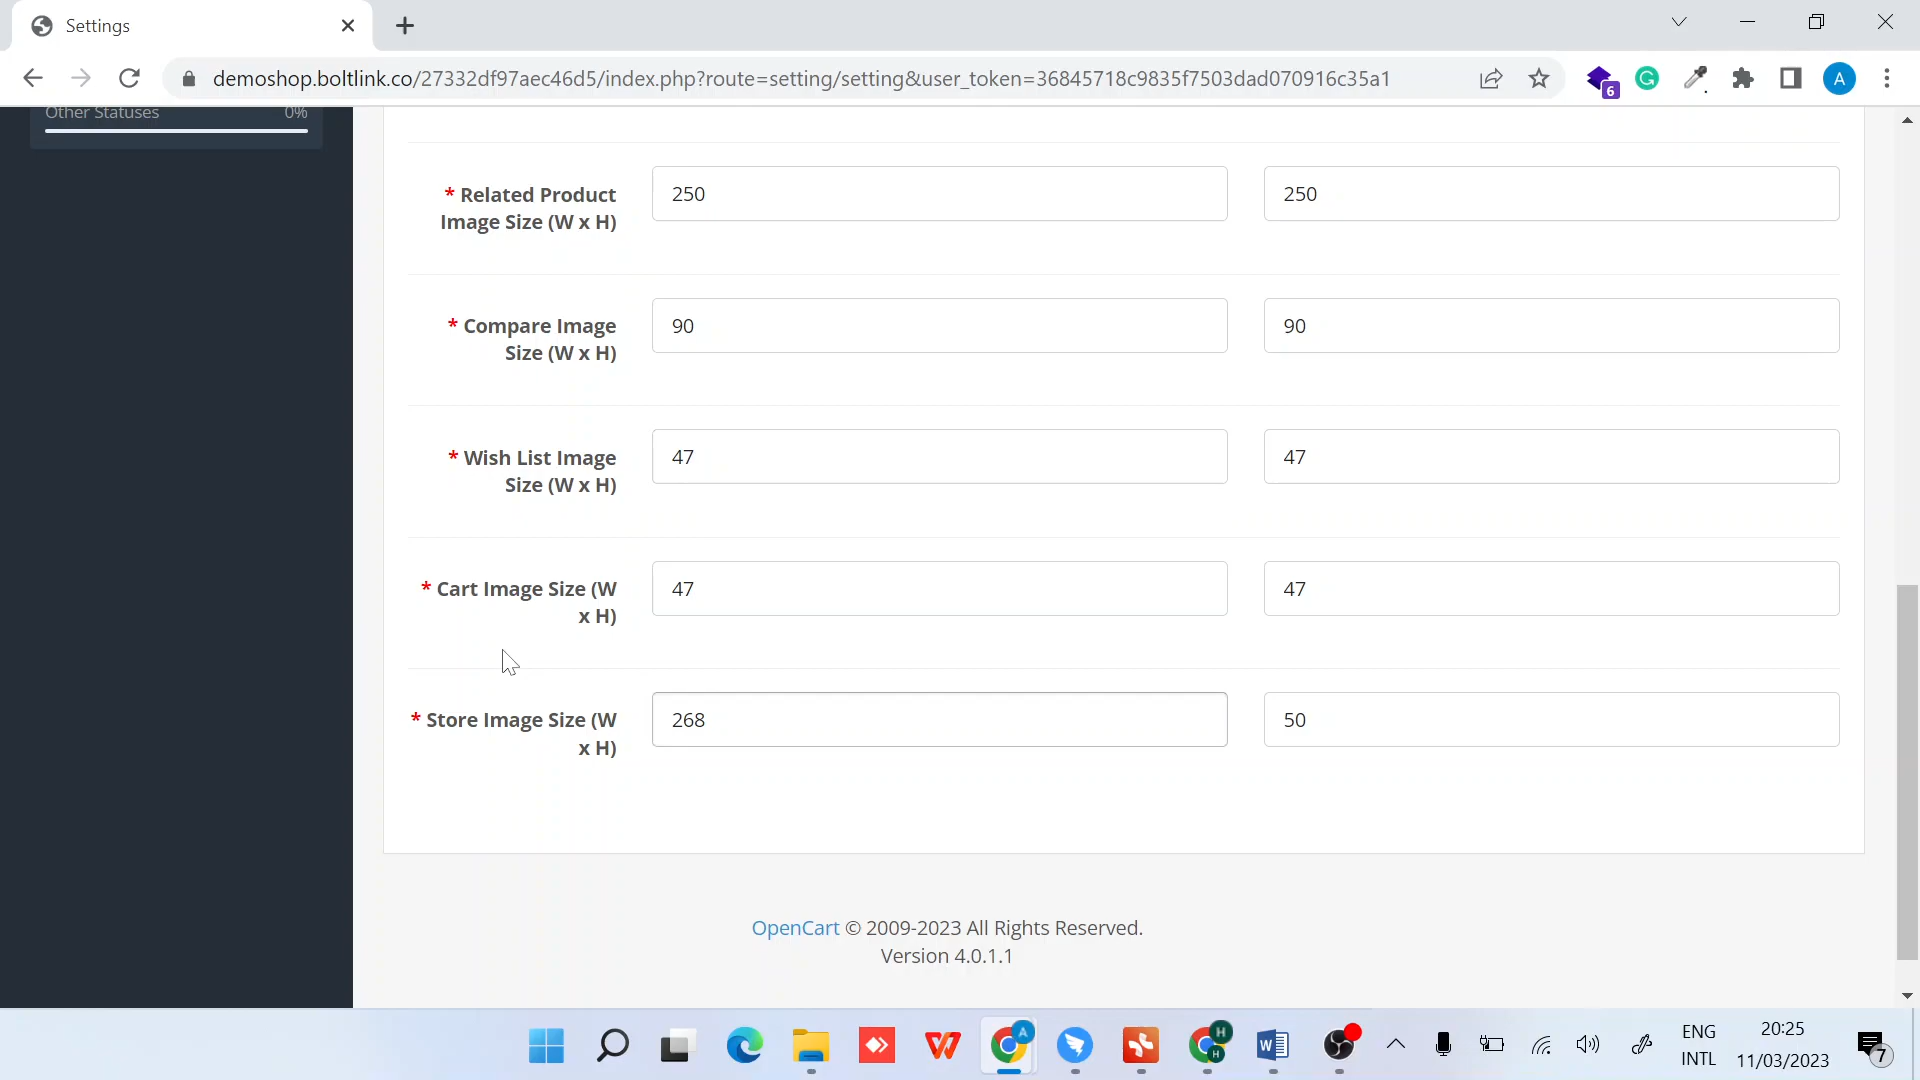 Settings
demoshop.boltlink.co/27332df97aec46d5/index.php?route=setting/setting&user_token=36845718c9835f7503dad070916c35a1
6
A
Other Statuses 0%
* Related Product
Image Size (W x H)
250 250
* Compare Image
Size (W x H)
90 90
* Wish List Image
Size (W x H)
47 47
* Cart Image Size (W
x H)
47 47
* Store Image Size (W
x H)
268 50
OpenCart © 2009-2023 All Rights Reserved.
Version 4.0.1.1
A
H
H
W
ENG
INTL
20:25
11/03/2023
7